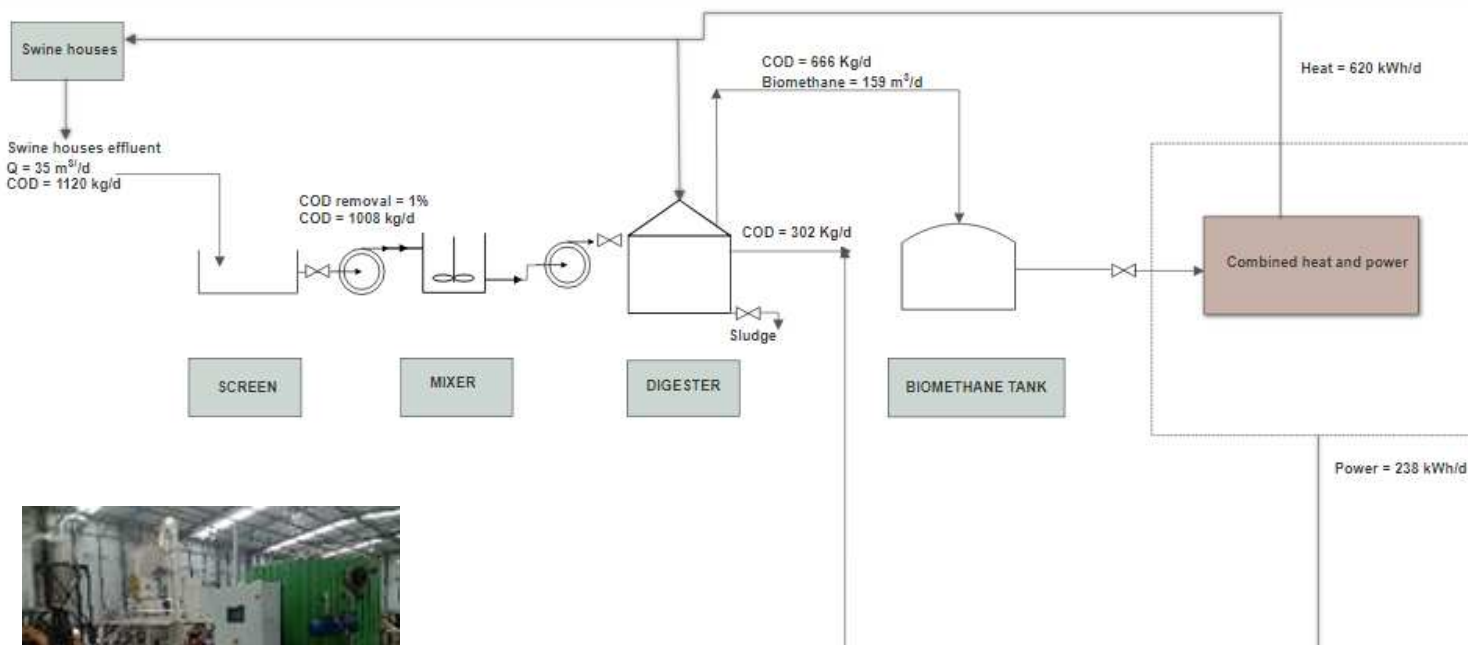 Swine houses
Swine houses effluent
Q = 35 m³/d
COD = 1120 kg/d
COD removal = 1%
COD = 1008 kg/d
COD = 666 Kg/d
Biomethane = 159 m³/d
COD = 302 Kg/d
Sludge
Heat = 620 kWh/d
Combined heat and power
Power = 238 kWh/d
SCREEN
MIXER
DIGESTER
BIOMETHANE TANK